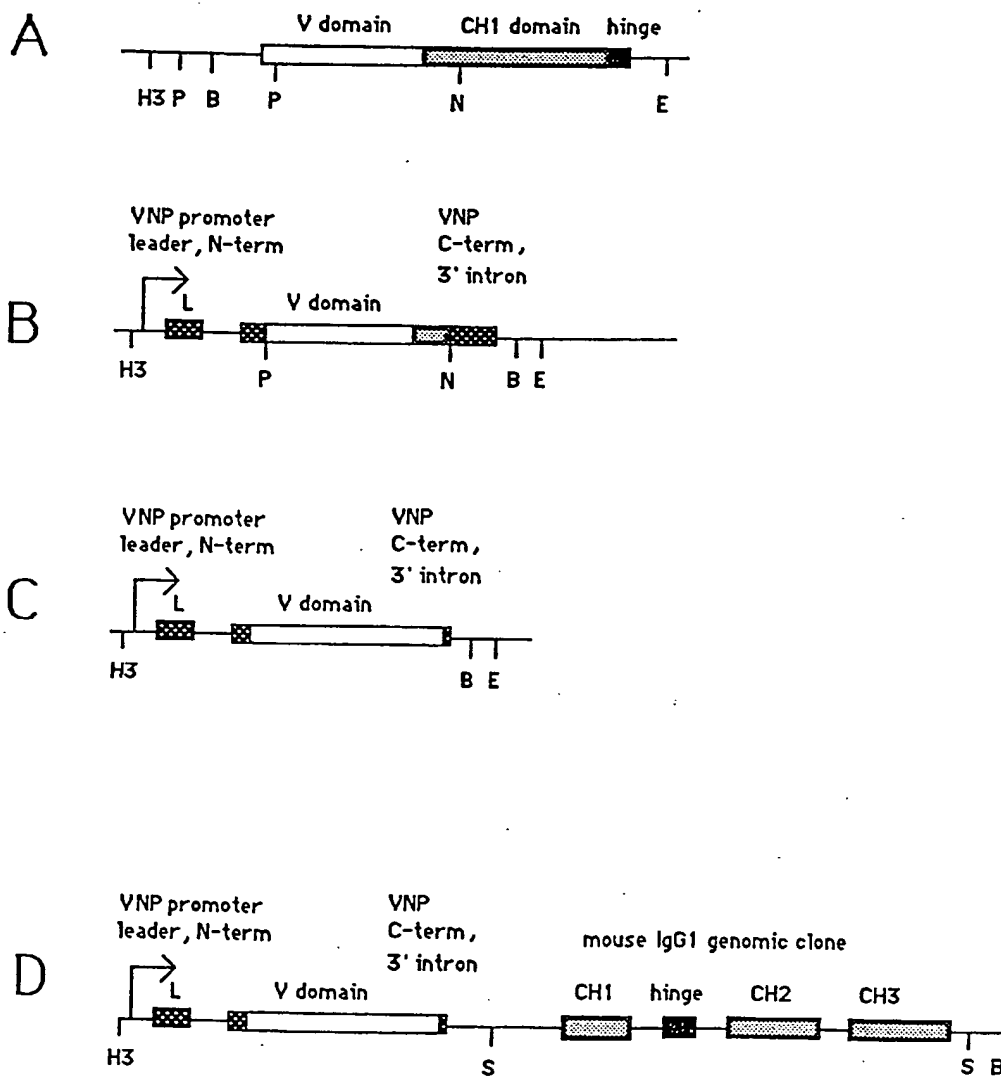 A
V domain CH1 domain hinge
H3 P B P N E
VNP promoter VNP
leader, N-term C-term,
3' intron
B
L V domain
H3 P N B E
VNP promoter VNP
leader, N-term C-term,
3' intron
C
L V domain
H3 B E
VNP promoter VNP
leader, N-term C-term,
3' intron
mouse IgG1 genomic clone
D
L V domain CH1 hinge CH2 CH3
H3 S S B